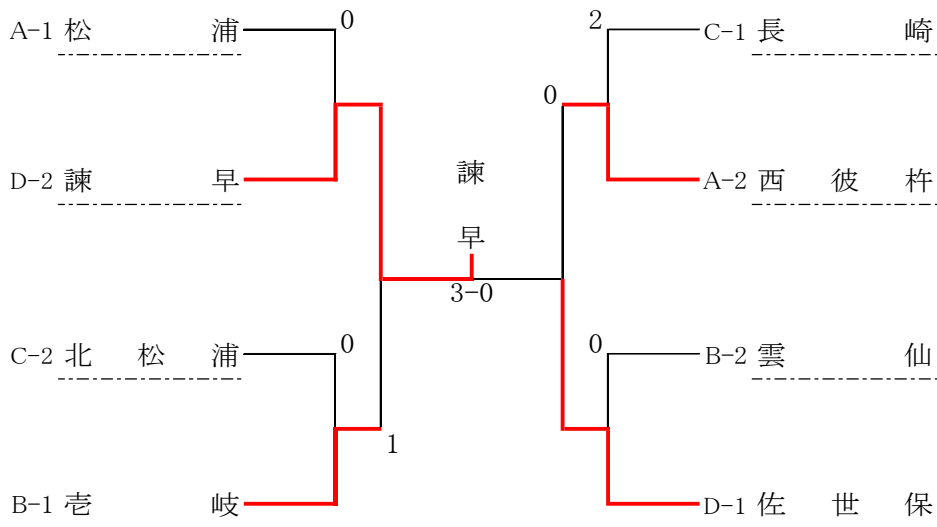 A-1 松浦
0
2
C-1 長崎
0
D-2 諫早
諫早
A-2 西彼杵
3-0
C-2 北松浦
0
0
B-2 雲仙
1
B-1 壱岐
D-1 佐世保